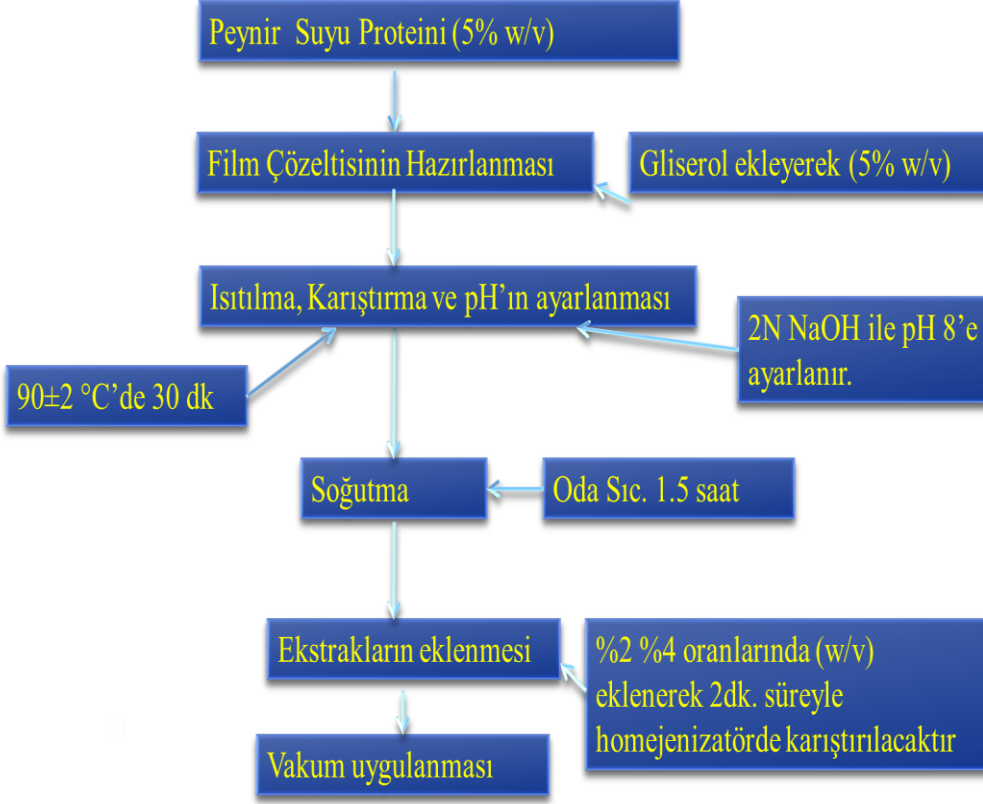 Peynir Suyu Proteini (5% w/v)
Film Çözeltisinin Hazırlanması
Gliserol ekleyerek (5% w/v)
Isıtılma, Karıştırma ve pH’ın ayarlanması
2N NaOH ile pH 8’e
ayarlanır.
90±2 °C’de 30 dk
Soğutma
Oda Sıc. 1.5 saat
Ekstrakların eklenmesi
%2 %4 oranlarında (w/v)
eklenerek 2dk. süreyle
homejenizatörde karıştırılacaktır
Vakum uygulanması